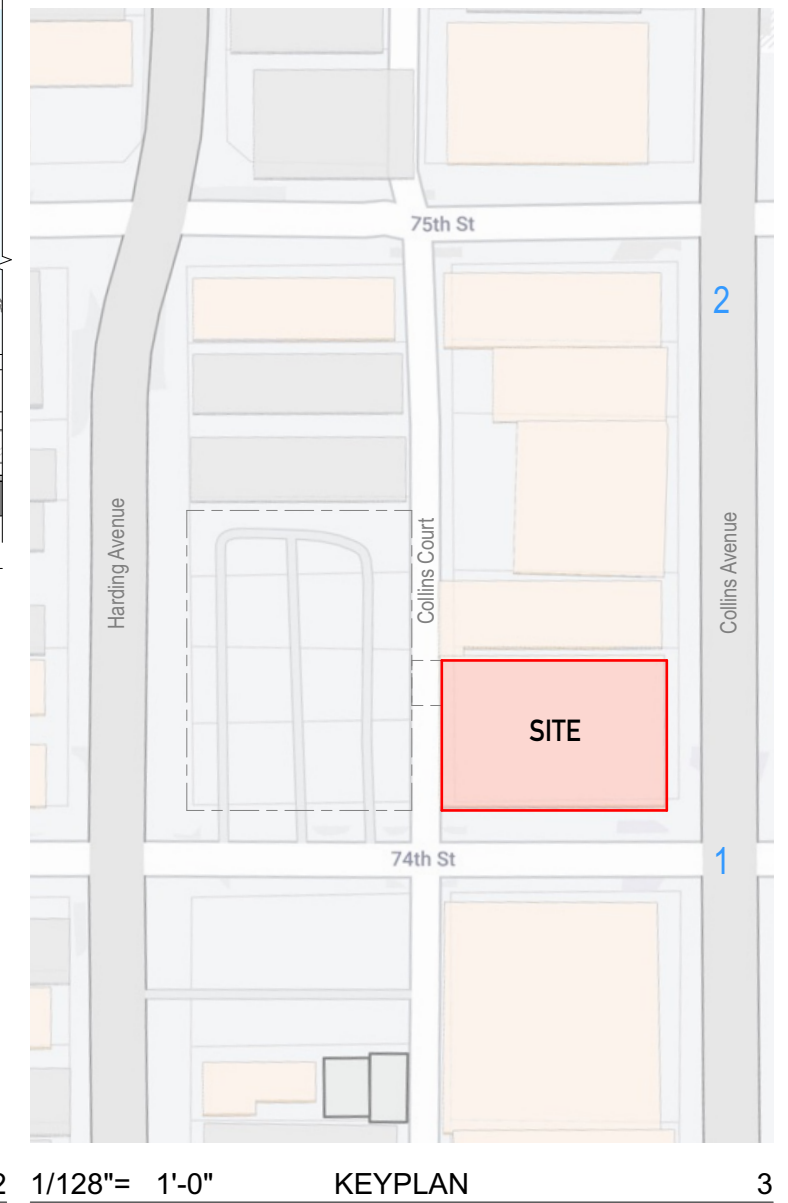 75th St
2
Harding Avenue
Collins Court
Collins Avenue
SITE
74th St
1
2 1/128"= 1'-0" KEYPLAN 3